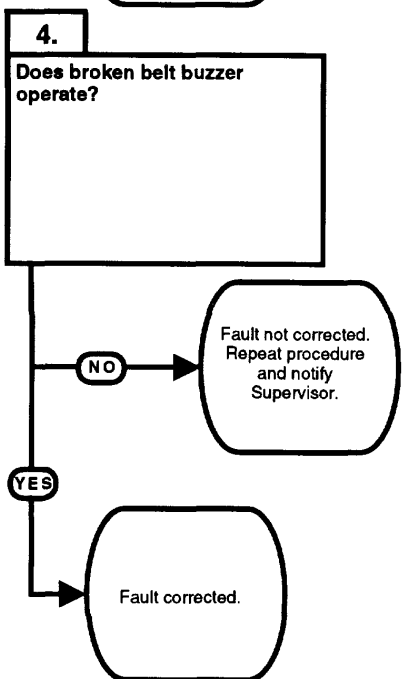 4.
Does broken belt buzzer
operate?
NO
Fault not corrected.
Repeat procedure
and notify
Supervisor.
YES
Fault corrected.